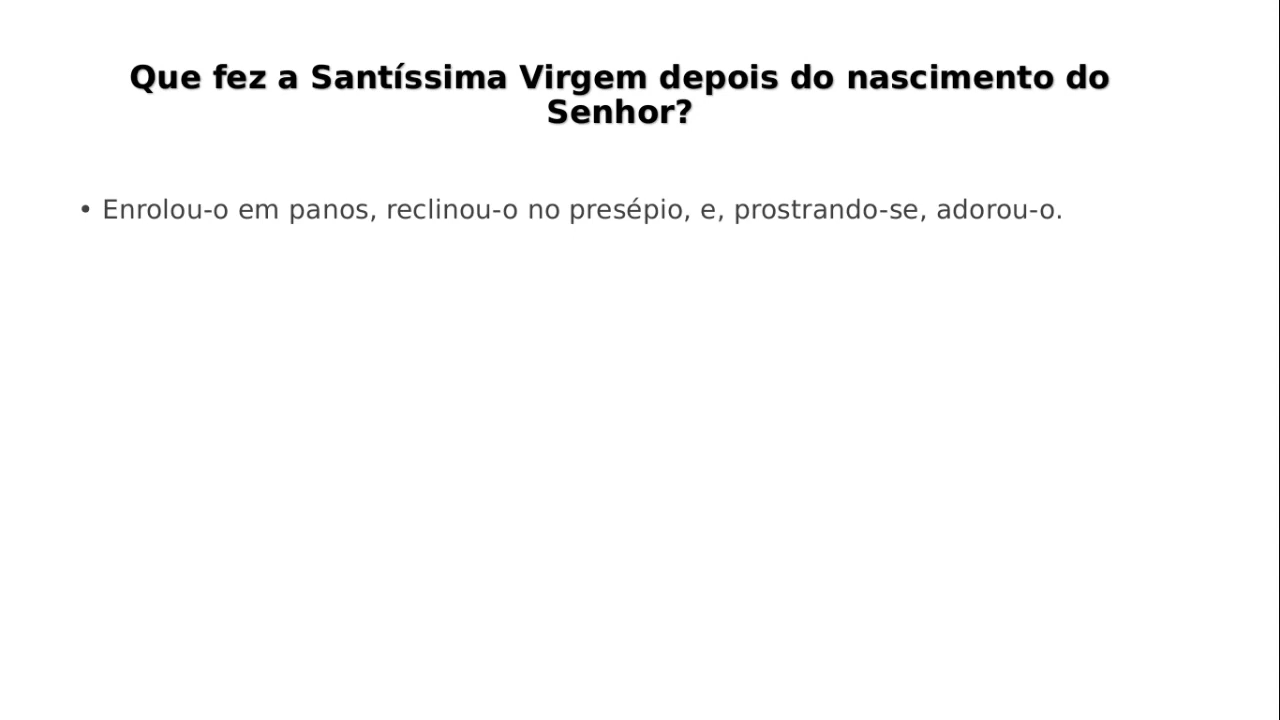 Que fez a Santíssima Virgem depois do nascimento do
Senhor?
• Enrolou-o em panos, reclinou-o no presépio, e, prostrando-se, adorou-o.